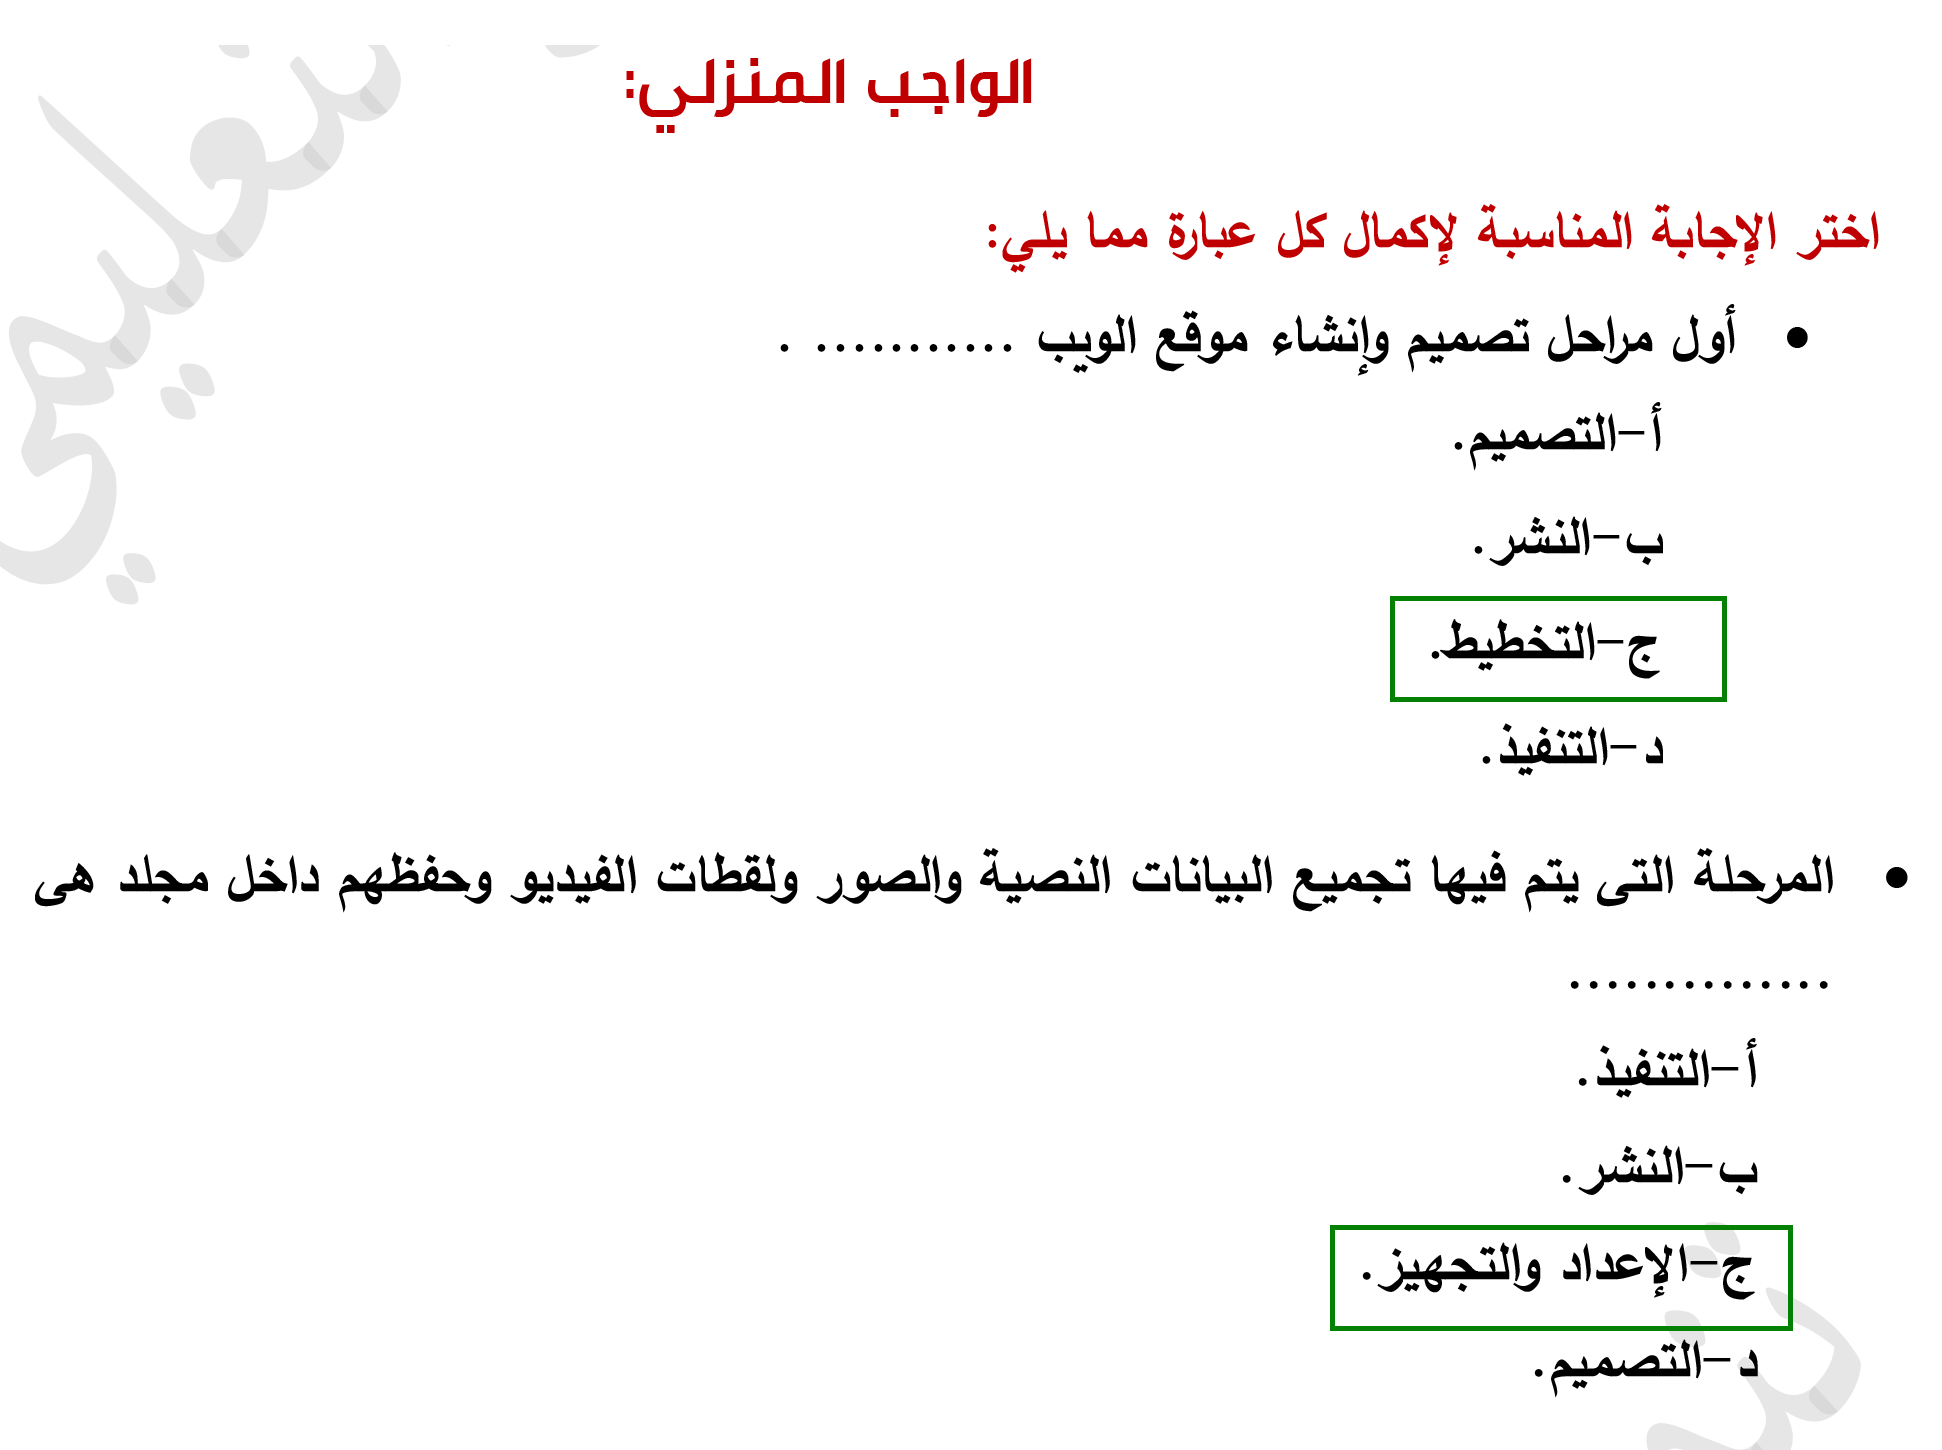 الواجب المنزلي:
اختر الإجابة المناسبة لإكمال كل عبارة مما يلي:
• أول مراحل تصميم وإنشاء موقع الويب ........... .
أ-التصميم.
ب-النشر.
ج-التخطيط.
د-التنفيذ.
• المرحلة التى يتم فيها تجميع البيانات النصية والصور ولقطات الفيديو وحفظهم داخل مجلد هى
..............
أ-التنفيذ.
ب-النشر.
ج-الإعداد والتجهيز.
د-التصميم.